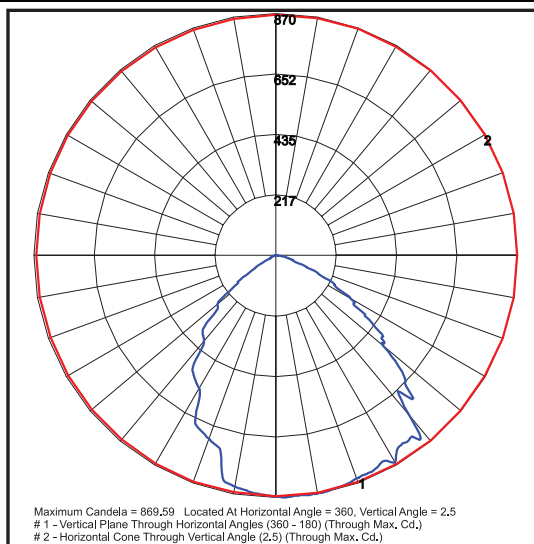 870
652
2
435
217
1
Maximum Candela = 869.59 Located At Horizontal Angle = 360, Vertical Angle = 2.5
# 1 - Vertical Plane Through Horizontal Angles (360 - 180) (Through Max. Cd.)
# 2 - Horizontal Cone Through Vertical Angle (2.5) (Through Max. Cd.)